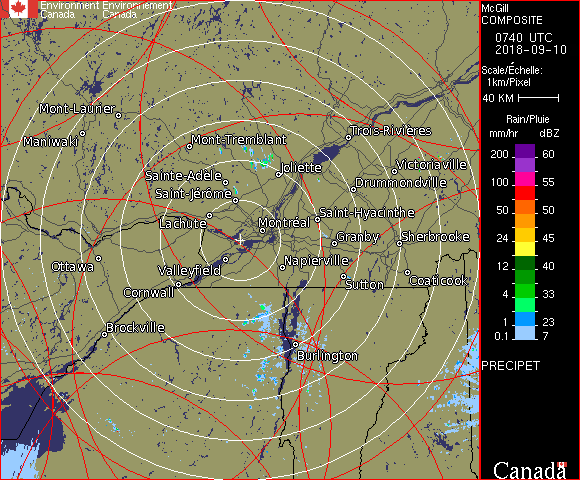 Environment Environnement
Canada Canada
McGill
COMPOSITE
0740 UTC
2018-09-10
Scale/Échelle:
1km/Pixel
40 KM
Rain/Pluie
mm/hr dBZ
200 60
100 55
50 50
24 45
12 40
4 33
1 23
0.1 7
PRECIPET
Mont-Laurier
Maniwaki
Mont-Tremblant
Trois-Rivières
Joliette
Victoriaville
Sainte-Adèle
Drummondville
Saint-Jérôme
Lachute
Montréal
Saint-Hyacinthe
Granby
Sherbrooke
Ottawa
Valleyfield
Napierville
Cornwall
Sutton
Coaticook
Brockville
Burlington
Canada